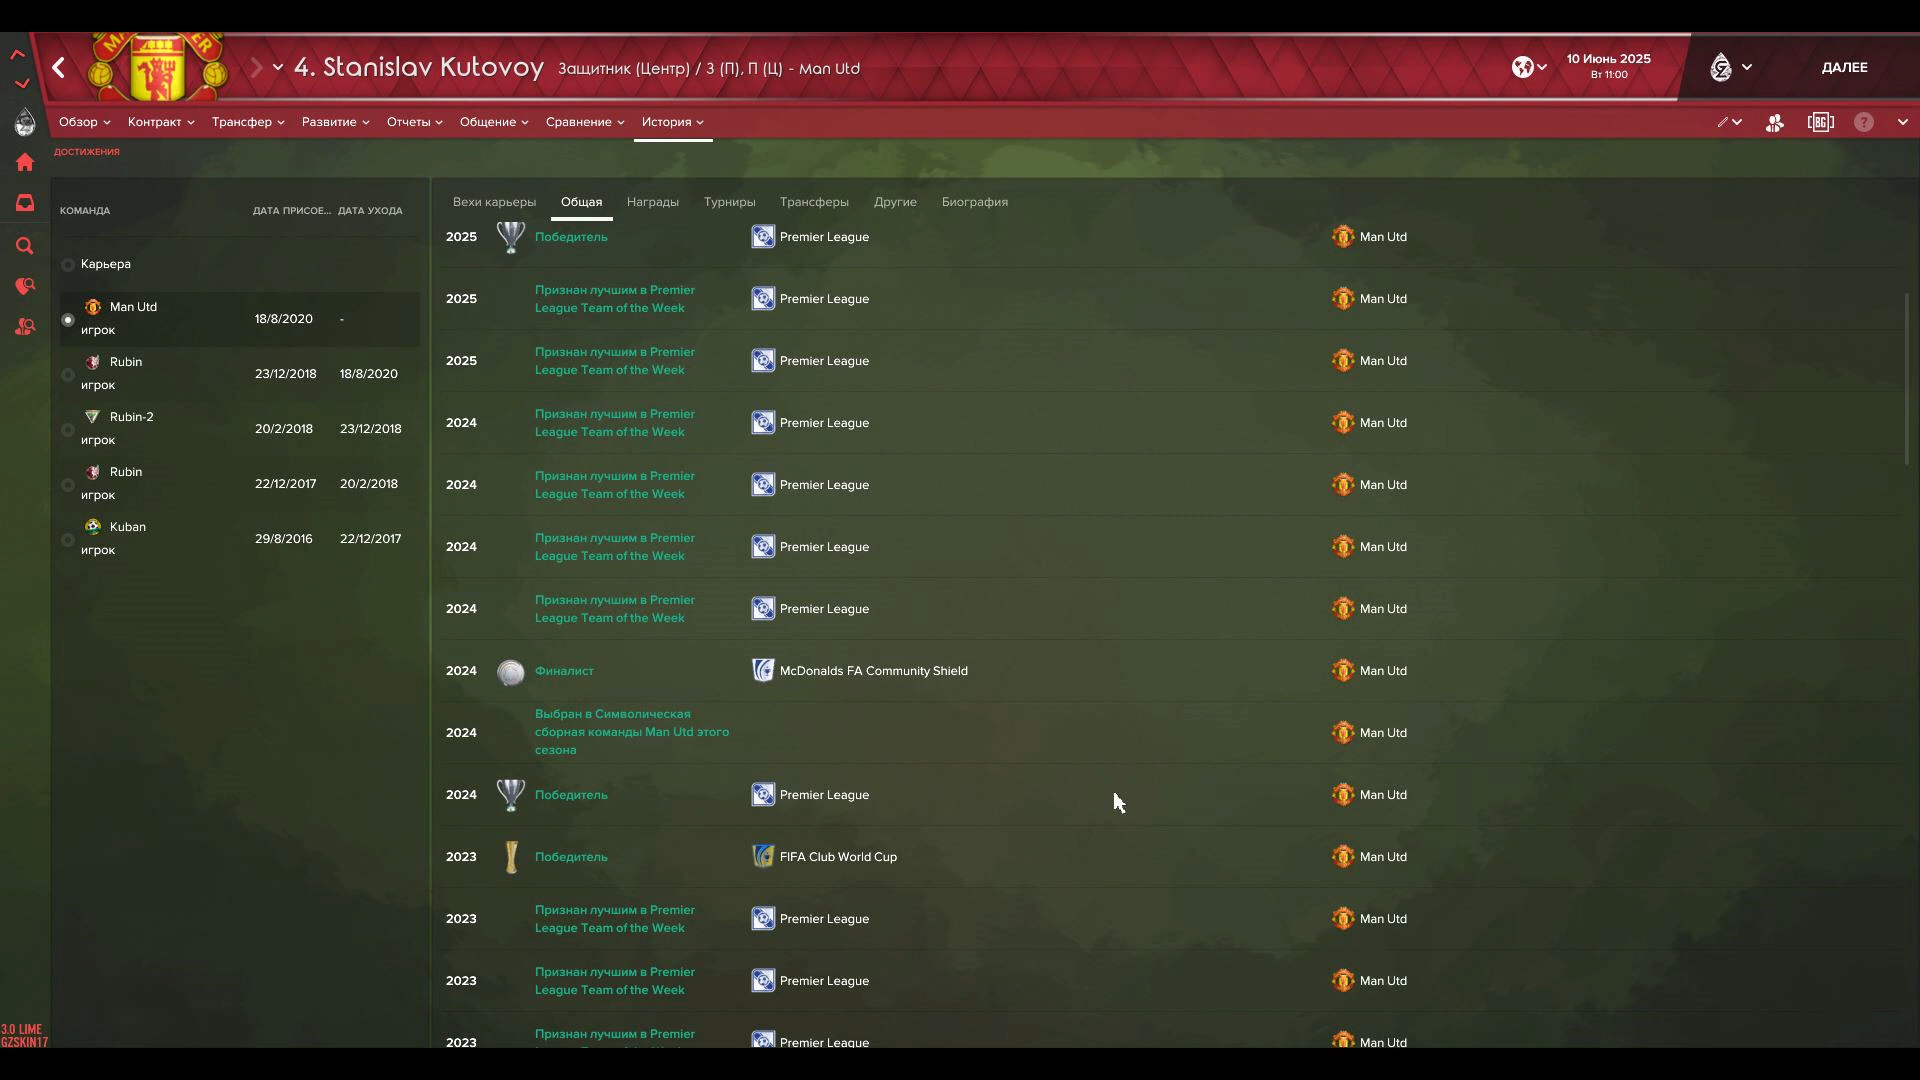 4. Stanislav Kutovoy
Защитник (Центр) / З (П), П (Ц) - Man Utd
10 Июнь 2025
Вт 11:00
ДАЛЕЕ
Обзор
Контракт
Трансфер
Развитие
Отчеты
Общение
Сравнение
История
ДОСТИЖЕНИЯ
КОМАНДА ДАТА ПРИСОЕ... ДАТА УХОДА
Карьера
Man Utd
игрок
18/8/2020 -
Rubin
игрок
23/12/2018 18/8/2020
Rubin-2
игрок
20/2/2018 23/12/2018
Rubin
игрок
22/12/2017 20/2/2018
Kuban
игрок
29/8/2016 22/12/2017
Вехи карьеры Общая Награды Турниры Трансферы Другие Биография
2025 Победитель Premier League Man Utd
2025 Признан лучшим в Premier
League Team of the Week Premier League Man Utd
2025 Признан лучшим в Premier
League Team of the Week Premier League Man Utd
2024 Признан лучшим в Premier
League Team of the Week Premier League Man Utd
2024 Признан лучшим в Premier
League Team of the Week Premier League Man Utd
2024 Признан лучшим в Premier
League Team of the Week Premier League Man Utd
2024 Признан лучшим в Premier
League Team of the Week Premier League Man Utd
2024 Финалист McDonalds FA Community Shield Man Utd
2024 Выбран в Символическая
сборная команды Man Utd этого
сезона Man Utd
2024 Победитель Premier League Man Utd
2023 Победитель FIFA Club World Cup Man Utd
2023 Признан лучшим в Premier
League Team of the Week Premier League Man Utd
2023 Признан лучшим в Premier
League Team of the Week Premier League Man Utd
2023 Признан лучшим в Premier
Premier League Man Utd
3.0 LIME
GZSKIN17